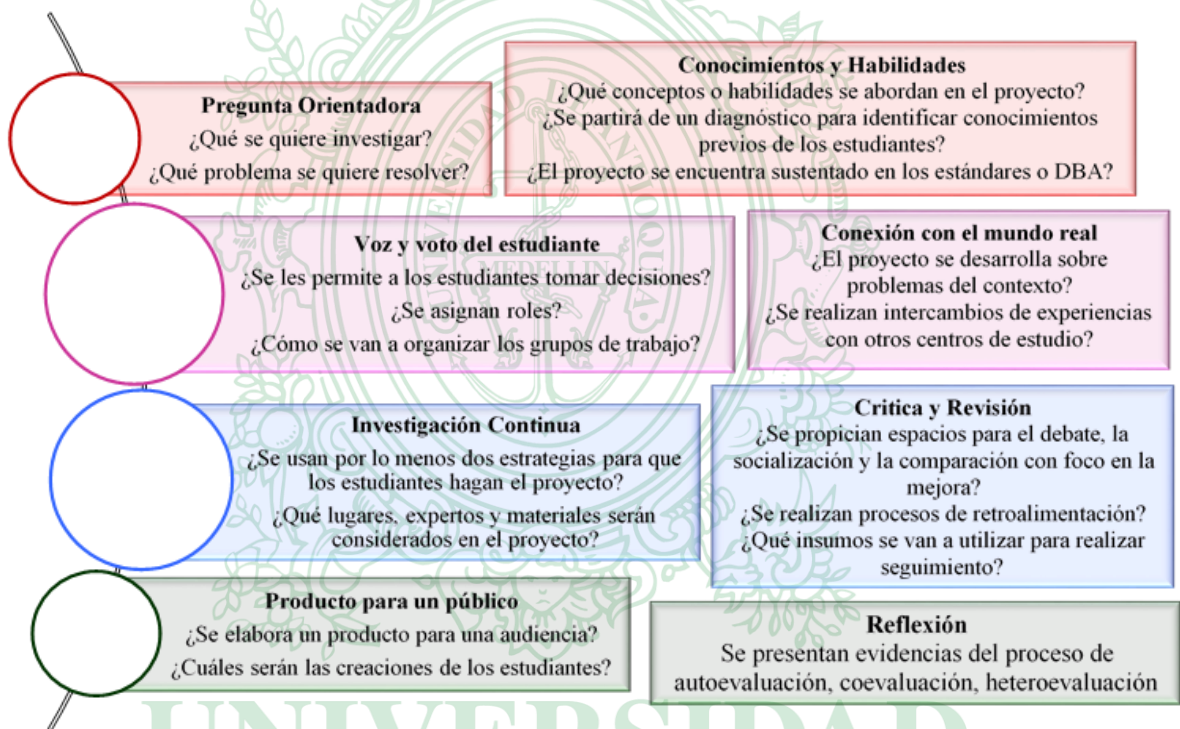 Pregunta Orientadora
¿Qué se quiere investigar?
¿Qué problema se quiere resolver?
Conocimientos y Habilidades
¿Qué conceptos o habilidades se abordan en el proyecto?
¿Se partirá de un diagnóstico para identificar conocimientos
previos de los estudiantes?
¿El proyecto se encuentra sustentado en los estándares o DBA?
Voz y voto del estudiante
¿Se les permite a los estudiantes tomar decisiones?
¿Se asignan roles?
¿Cómo se van a organizar los grupos de trabajo?
Conexión con el mundo real
¿El proyecto se desarrolla sobre
problemas del contexto?
¿Se realizan intercambios de experiencias
con otros centros de estudio?
Investigación Continua
¿Se usan por lo menos dos estrategias para que
los estudiantes hagan el proyecto?
¿Qué lugares, expertos y materiales serán
considerados en el proyecto?
Critica y Revisión
¿Se propician espacios para el debate, la
socialización y la comparación con foco en la
mejora?
¿Se realizan procesos de retroalimentación?
¿Qué insumos se van a utilizar para realizar
seguimiento?
Producto para un público
¿Se elabora un producto para una audiencia?
¿Cuáles serán las creaciones de los estudiantes?
Reflexión
Se presentan evidencias del proceso de
autoevaluación, coevaluación, heteroevaluación
UNIVERSIDAD DE ANTIOQUIA
MEDELLIN
UNIVERSIDAD